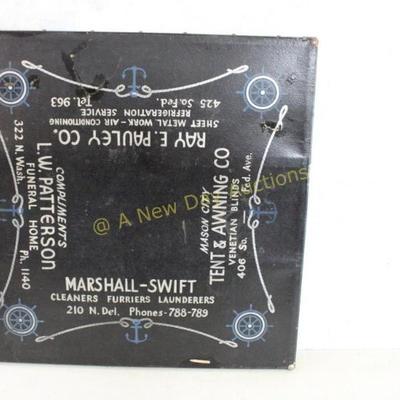 RAY E. PAULEY CO.
SHEET METAL WORK - AIR CONDITIONING
REFRIGERATION SERVICE
425 So. Fed. Tel. 963
COMPLIMENTS
L.W. PATTERSON
FUNERAL HOME
322 N. Wash. Ph. 1140
MASON CITY
TENT & AWNING CO
VENETIAN BLINDS
406 So. — Fed. Ave.
MARSHALL-SWIFT
CLEANERS FURRIERS LAUNDERERS
210 N. Del. Phones-788-789
@ A New Day Auctions